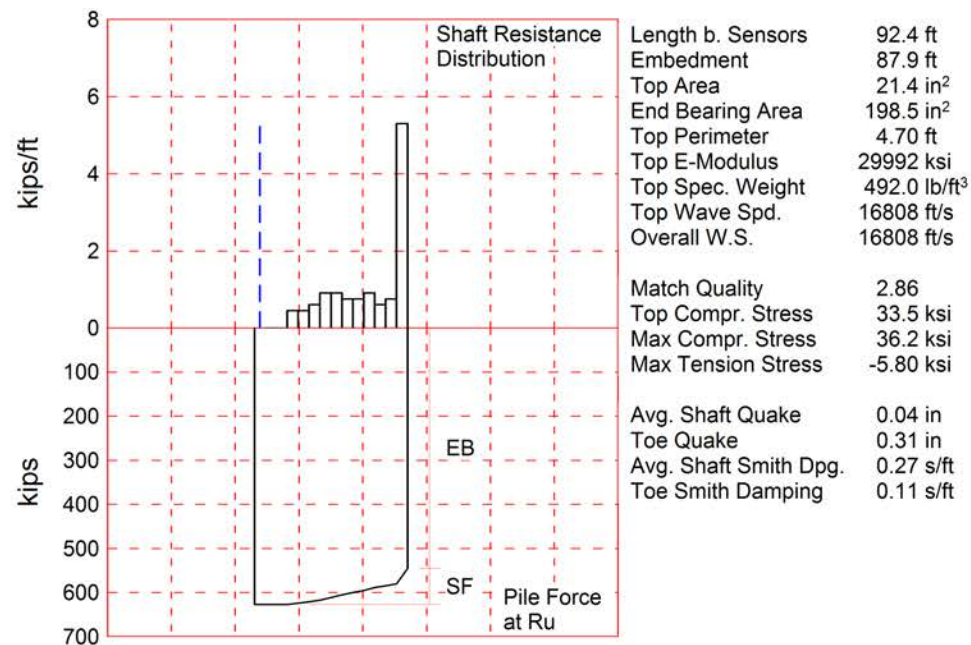 8
6
4
2
0
100
200
300
400
500
600
700
kips/ft
kips
Shaft Resistance
Distribution
EB
SF
Pile Force
at Ru
Length b. Sensors 92.4 ft
Embedment 87.9 ft
Top Area 21.4 in²
End Bearing Area 198.5 in²
Top Perimeter 4.70 ft
Top E-Modulus 29992 ksi
Top Spec. Weight 492.0 lb/ft³
Top Wave Spd. 16808 ft/s
Overall W.S. 16808 ft/s
Match Quality 2.86
Top Compr. Stress 33.5 ksi
Max Compr. Stress 36.2 ksi
Max Tension Stress -5.80 ksi
Avg. Shaft Quake 0.04 in
Toe Quake 0.31 in
Avg. Shaft Smith Dpg. 0.27 s/ft
Toe Smith Damping 0.11 s/ft